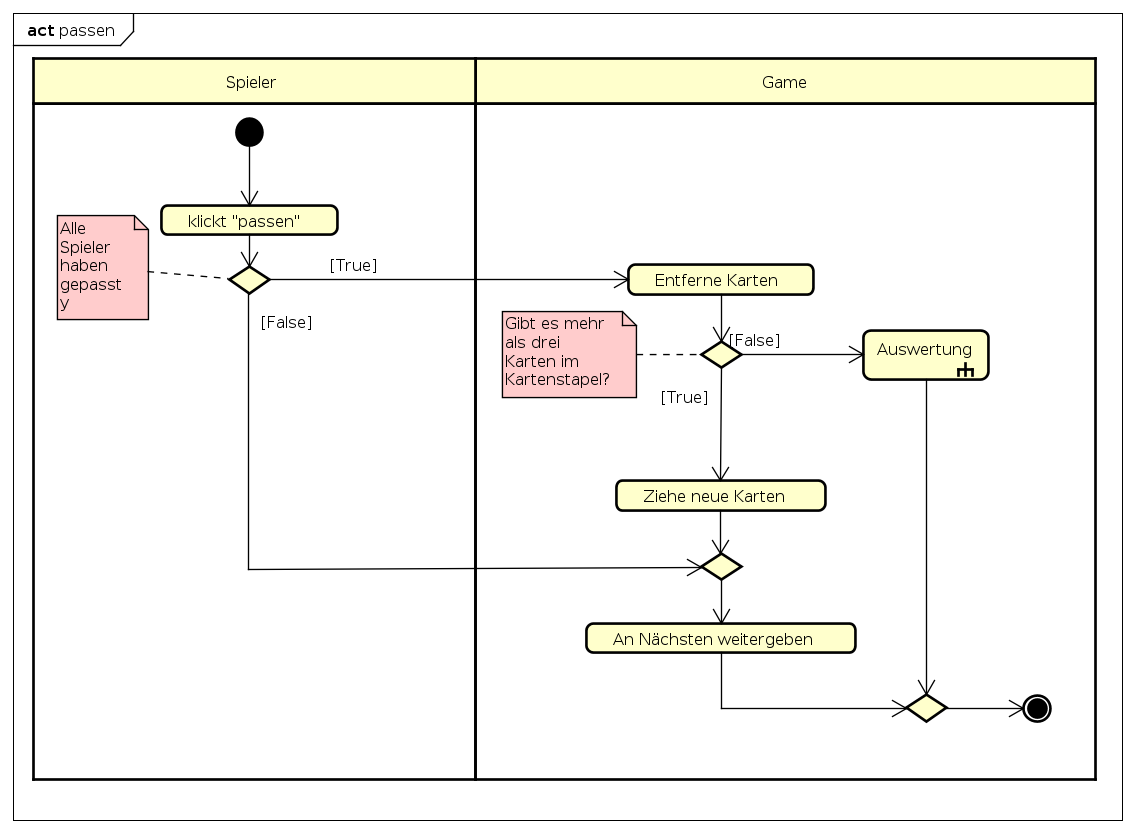 act passen
Spieler
Game
klickt "passen"
Alle
Spieler
haben
gepasst
y
[True]
[False]
Entferne Karten
Gibt es mehr
als drei
Karten im
Kartenstapel?
[False]
Auswertung
[True]
Ziehe neue Karten
An Nächsten weitergeben